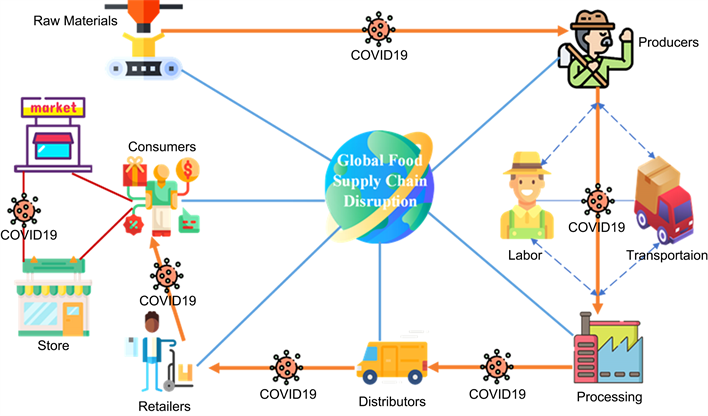 Raw Materials
COVID19
Producers
market
Consumers
Global Food
Supply Chain
Disruption
COVID19
COVID19
Labor
Transportaion
COVID19
Store
COVID19
COVID19
Retailers
Distributors
Processing